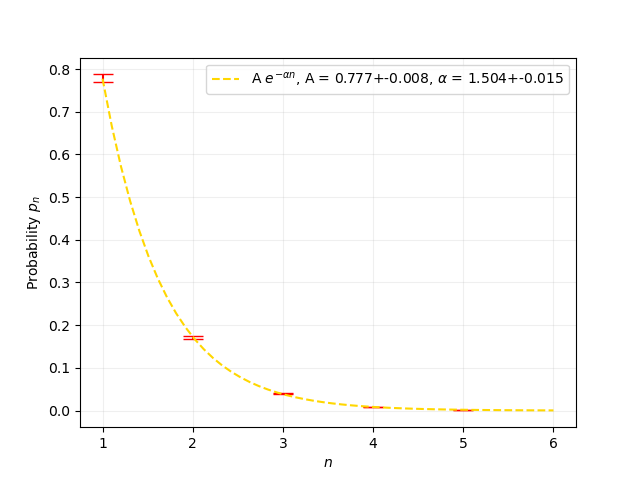 A e^{-αn}, A = 0.777+-0.008, α = 1.504+-0.015
0.8
0.7
0.6
0.5
0.4
0.3
0.2
0.1
0.0
Probability p_n
1 2 3 4 5 6
n